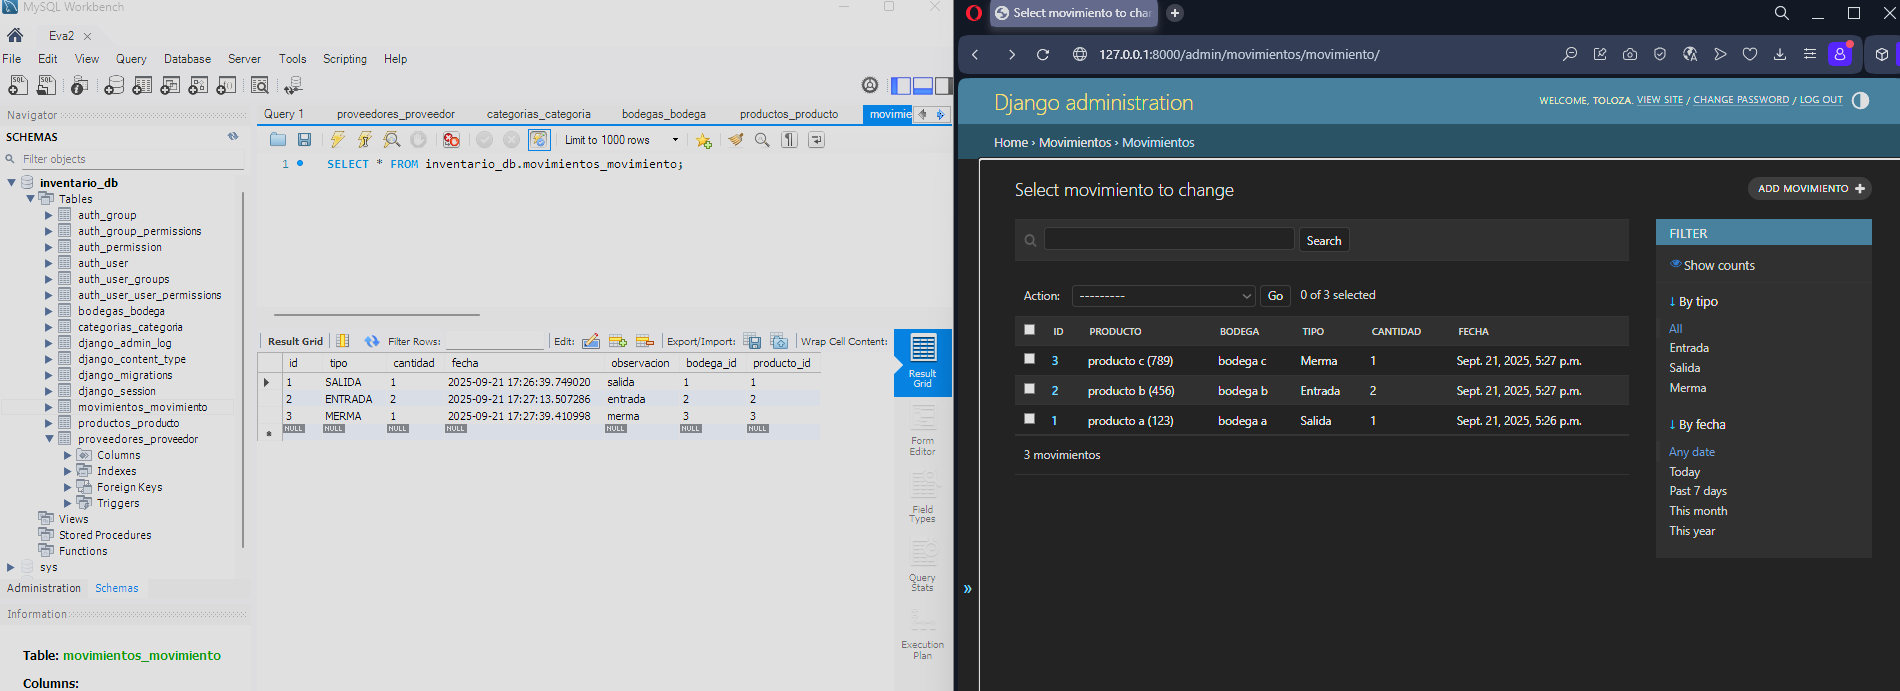 MySQL Workbench
Eva2
File Edit View Query Database Server Tools Scripting Help
Navigator
SCHEMAS
Filter objects
inventario_db
Tables
auth_group
auth_group_permissions
auth_permission
auth_user
auth_user_groups
auth_user_user_permissions
bodegas_bodega
categorias_categoria
django_admin_log
django_content_type
django_migrations
django_session
movimientos_movimiento
productos_producto
proveedores_proveedor
Columns
Indexes
Foreign Keys
Triggers
Views
Stored Procedures
Functions
sys
Administration Schemas
Information
Table: movimientos_movimiento
Columns:
Query 1 proveedores_proveedor categorias_categoria bodegas_bodega productos_producto movimie
Limit to 1000 rows
1 SELECT * FROM inventario_db.movimientos_movimiento;
Result Grid Filter Rows: Edit: Export/Import: Wrap Cell Content:
id tipo cantidad fecha observacion bodega_id producto_id
1 SALIDA 1 2025-09-21 17:26:39.749020 salida 1 1
2 ENTRADA 2 2025-09-21 17:27:13.507286 entrada 2 2
3 MERMA 1 2025-09-21 17:27:39.410998 merma 3 3
NULL NULL NULL NULL NULL NULL NULL
Result
Grid
Form
Editor
Field
Types
Query
Stats
Execution
Plan
Select movimiento to chan
127.0.0.1:8000/admin/movimientos/movimiento/
Django administration
WELCOME, TOLOZA. VIEW SITE / CHANGE PASSWORD / LOG OUT
Home › Movimientos › Movimientos
Select movimiento to change
ADD MOVIMIENTO
Search
Action: --------- Go 0 of 3 selected
ID PRODUCTO BODEGA TIPO CANTIDAD FECHA
3 producto c (789) bodega c Merma 1 Sept. 21, 2025, 5:27 p.m.
2 producto b (456) bodega b Entrada 2 Sept. 21, 2025, 5:27 p.m.
1 producto a (123) bodega a Salida 1 Sept. 21, 2025, 5:26 p.m.
3 movimientos
FILTER
Show counts
↓ By tipo
All
Entrada
Salida
Merma
↓ By fecha
Any date
Today
Past 7 days
This month
This year